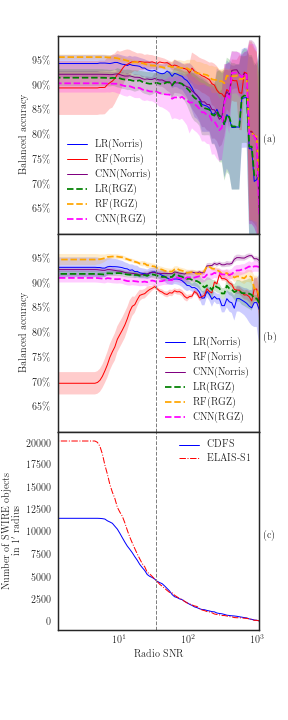 95%
90%
85%
80%
75%
70%
65%
Balanced accuracy
LR(Norris)
RF(Norris)
CNN(Norris)
LR(RGZ)
RF(RGZ)
CNN(RGZ)
(a)
95%
90%
85%
80%
75%
70%
65%
Balanced accuracy
LR(Norris)
RF(Norris)
CNN(Norris)
LR(RGZ)
RF(RGZ)
CNN(RGZ)
(b)
20000
17500
15000
12500
10000
7500
5000
2500
0
Number of SWIRE objects
in 1′ radius
CDFS
ELAIS-S1
(c)
10¹ 10² 10³
Radio SNR